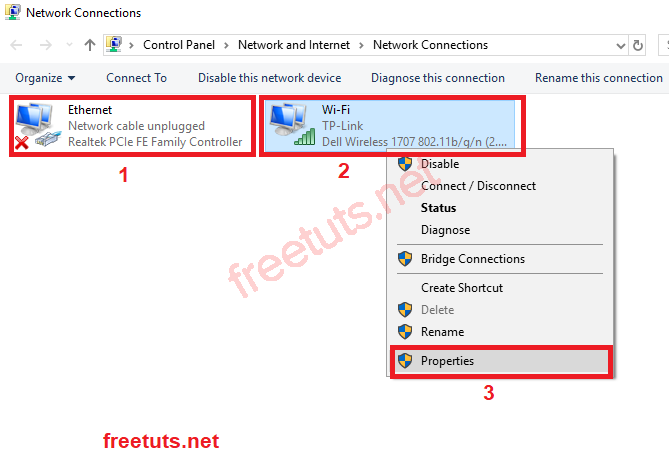 Network Connections
Control Panel > Network and Internet > Network Connections
Organize Connect To Disable this network device Diagnose this connection Rename this connection
Ethernet
Network cable unplugged
Realtek PCIe FE Family Controller
1
Wi-Fi
TP-Link
Dell Wireless 1707 802.11b/g/n (2....
2
Disable
Connect / Disconnect
Status
Diagnose
Bridge Connections
Create Shortcut
Delete
Rename
Properties
3
freetuts.net
freetuts.net